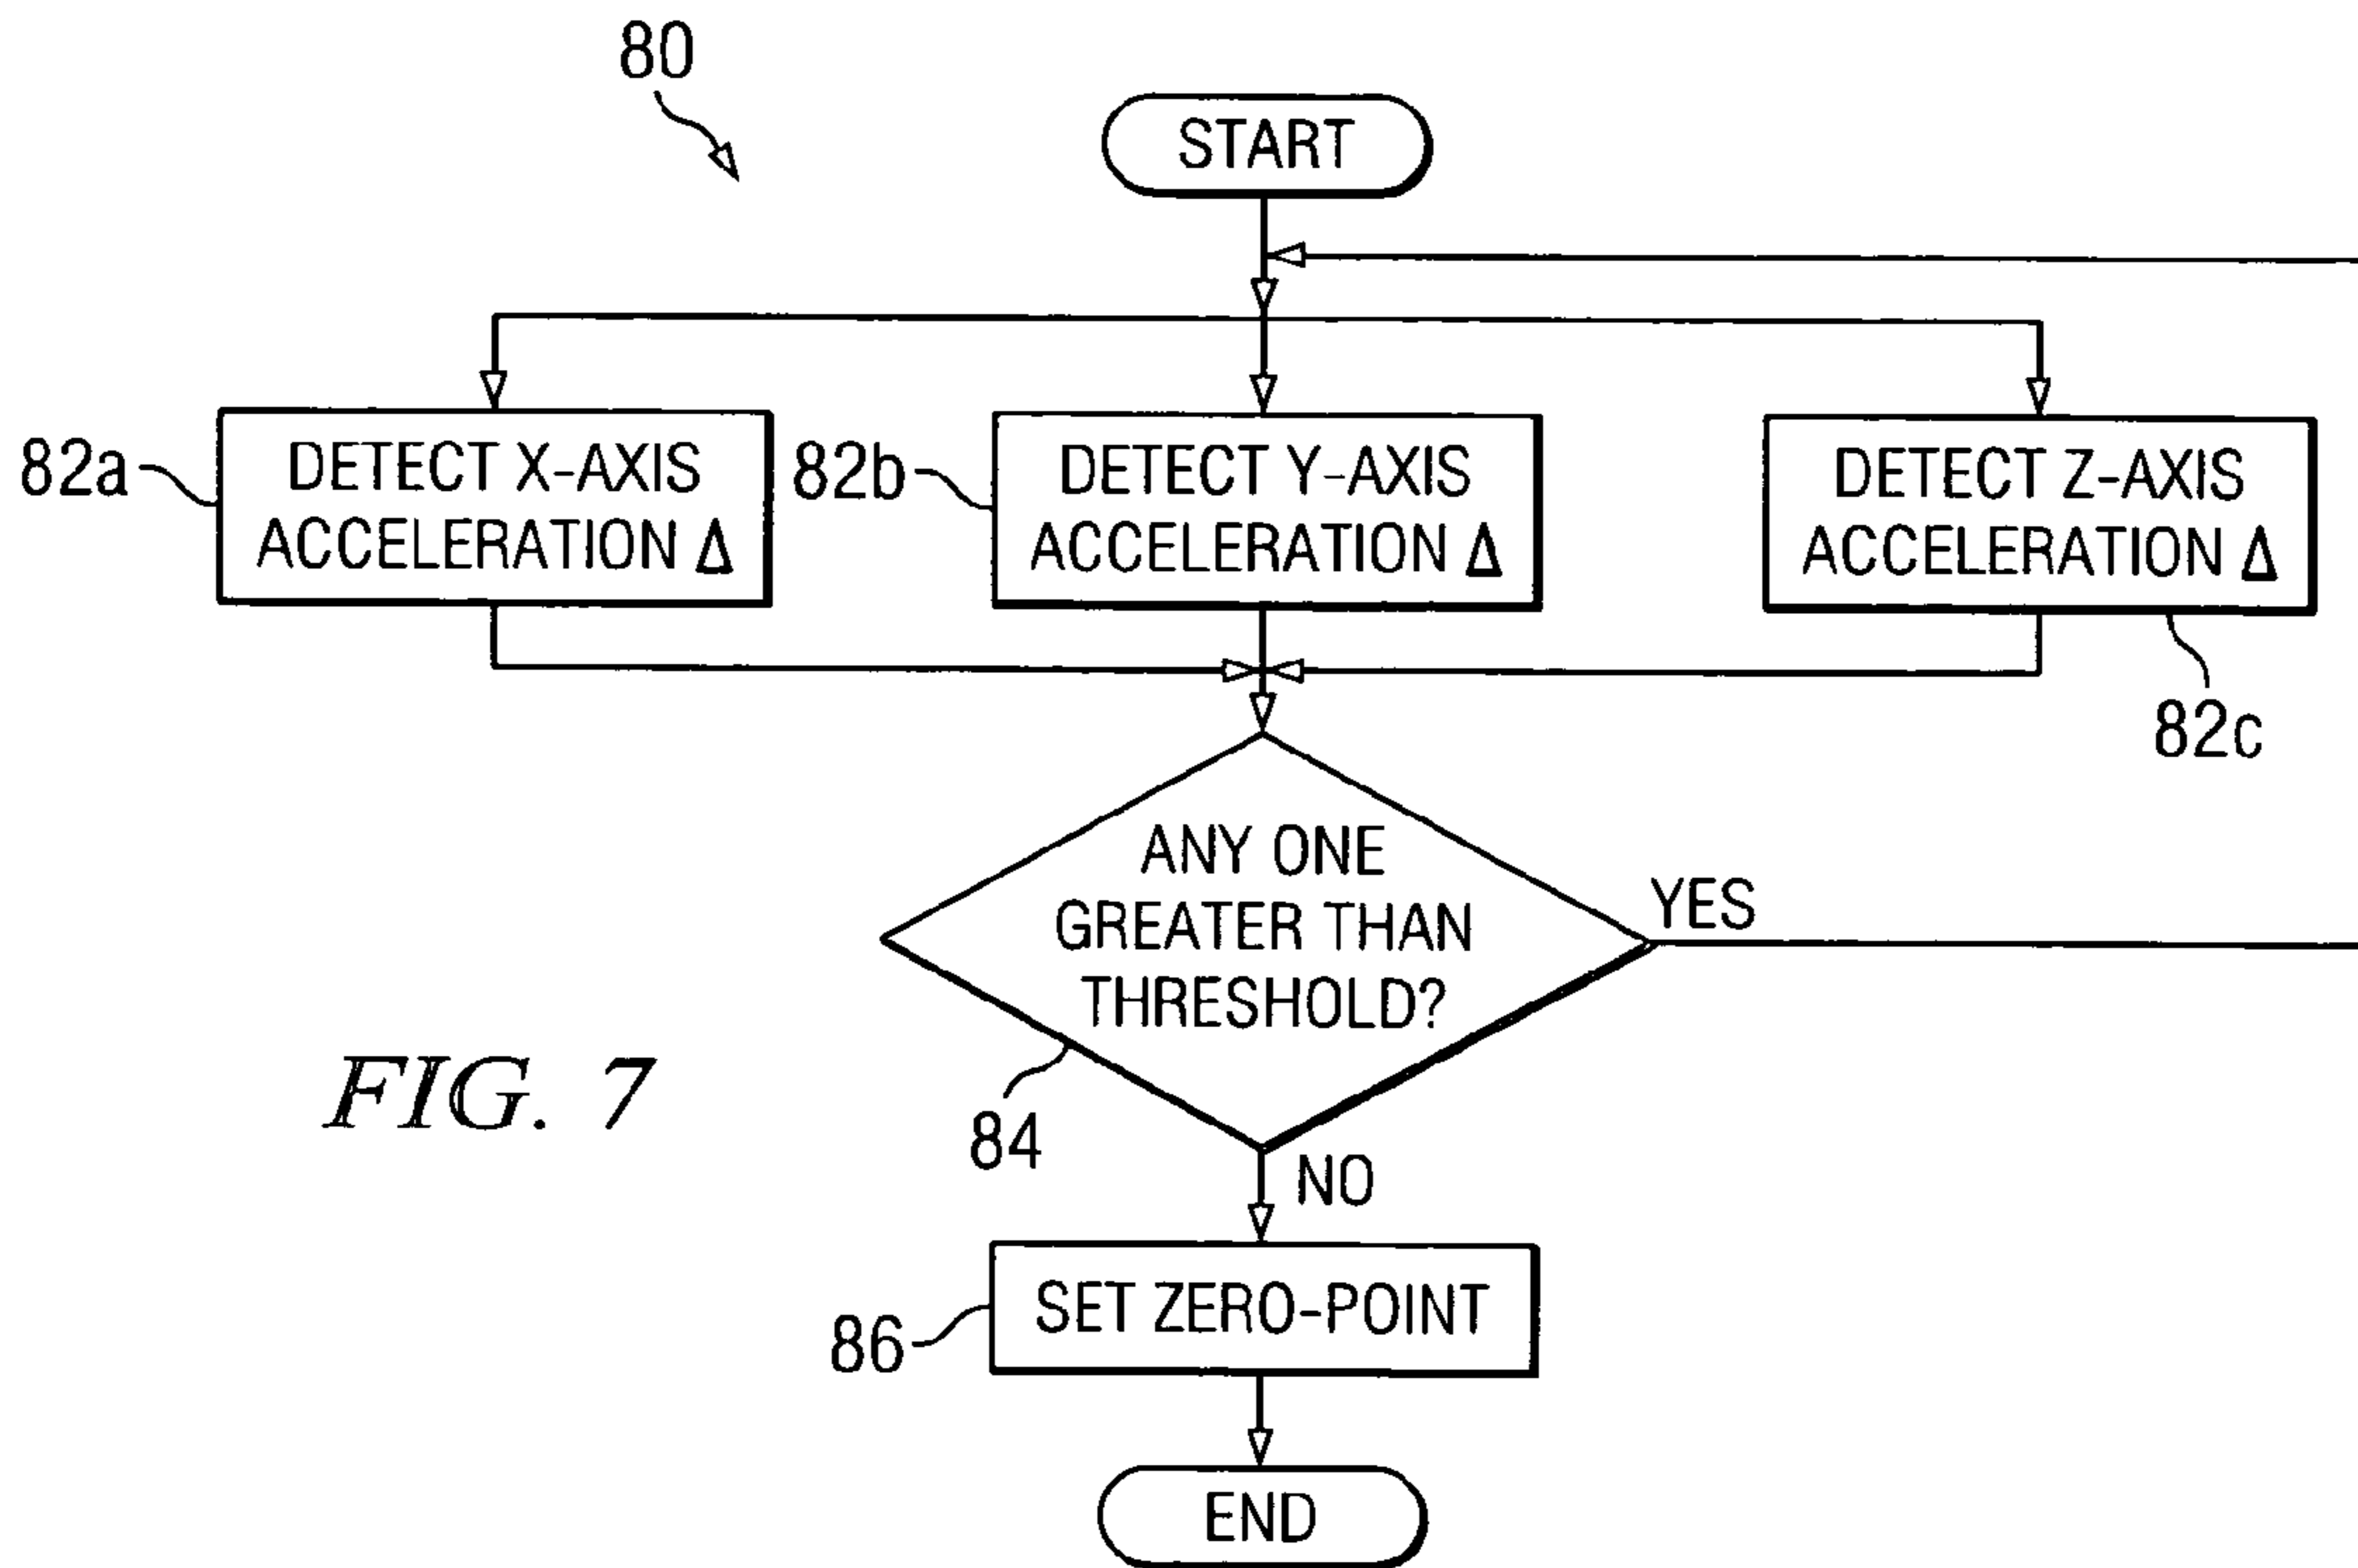 80
START
82a
DETECT X-AXIS
ACCELERATION Δ
82b
DETECT Y-AXIS
ACCELERATION Δ
DETECT Z-AXIS
ACCELERATION Δ
82c
ANY ONE
GREATER THAN
THRESHOLD?
YES
FIG. 7
84
NO
86
SET ZERO-POINT
END